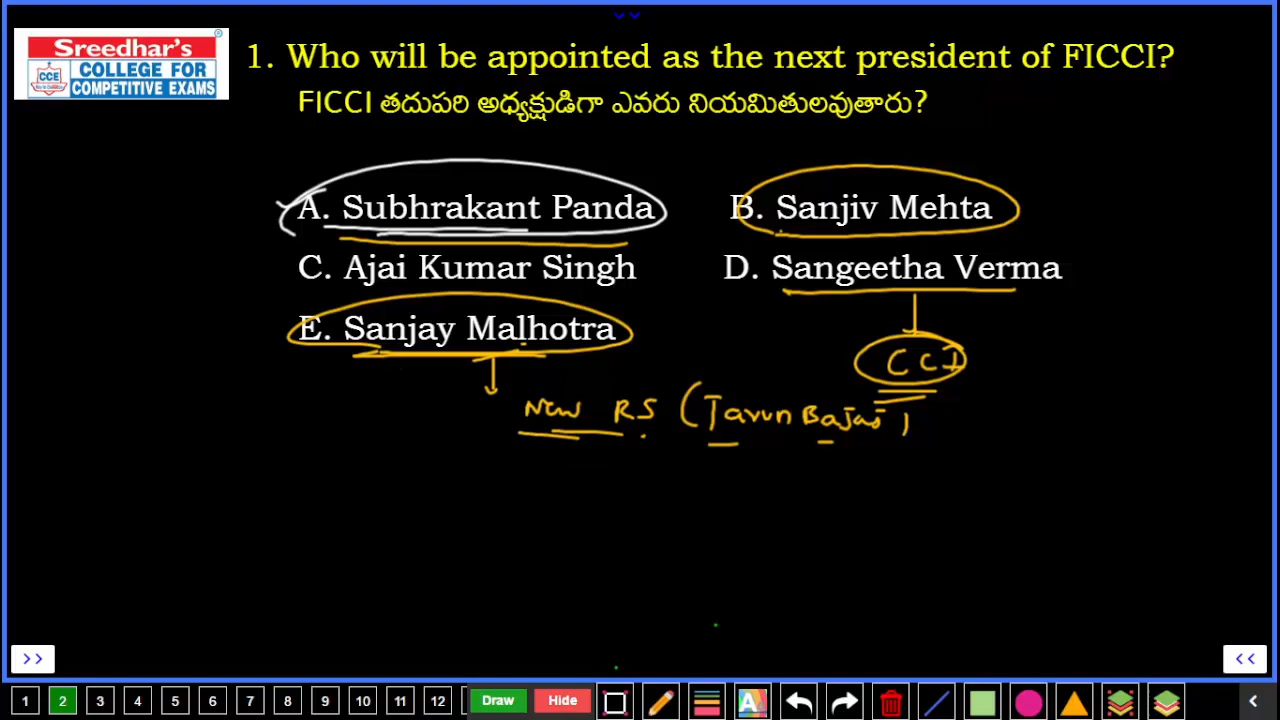 Sreedhar's
CCE
COLLEGE FOR
COMPETITIVE EXAMS
1. Who will be appointed as the next president of FICCI?
FICCI తదుపరి అధ్యక్షుడిగా ఎవరు నియమితులవుతారు?
A. Subhrakant Panda B. Sanjiv Mehta
C. Ajai Kumar Singh D. Sangeetha Verma
E. Sanjay Malhotra
CCI
New RS (Tarun Bajaj)
>> <<
1 2 3 4 5 6 7 8 9 10 11 12 Draw Hide A